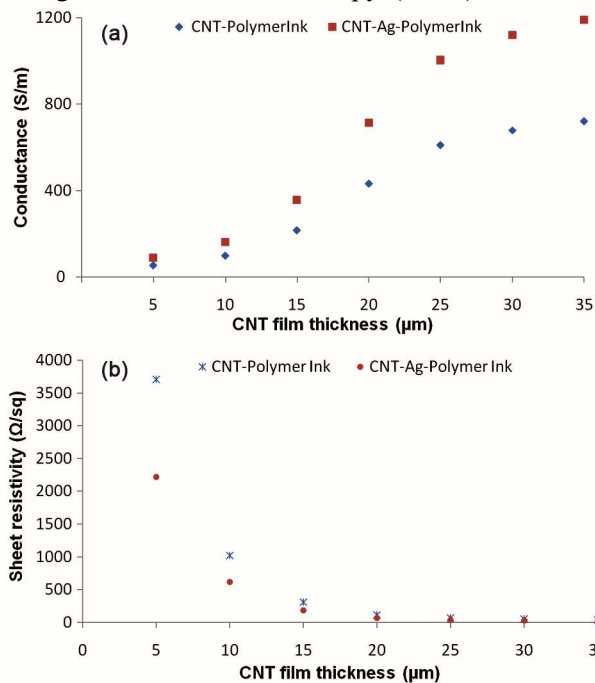 (a)
CNT-PolymerInk
CNT-Ag-PolymerInk
1200
800
400
0
Conductance (S/m)
5 10 15 20 25 30 35
CNT film thickness (µm)
(b)
CNT-Polymer Ink
CNT-Ag-Polymer Ink
4000
3500
3000
2500
2000
1500
1000
500
0
Sheet resistivity (Ω/sq)
0 5 10 15 20 25 30
CNT film thickness (µm)